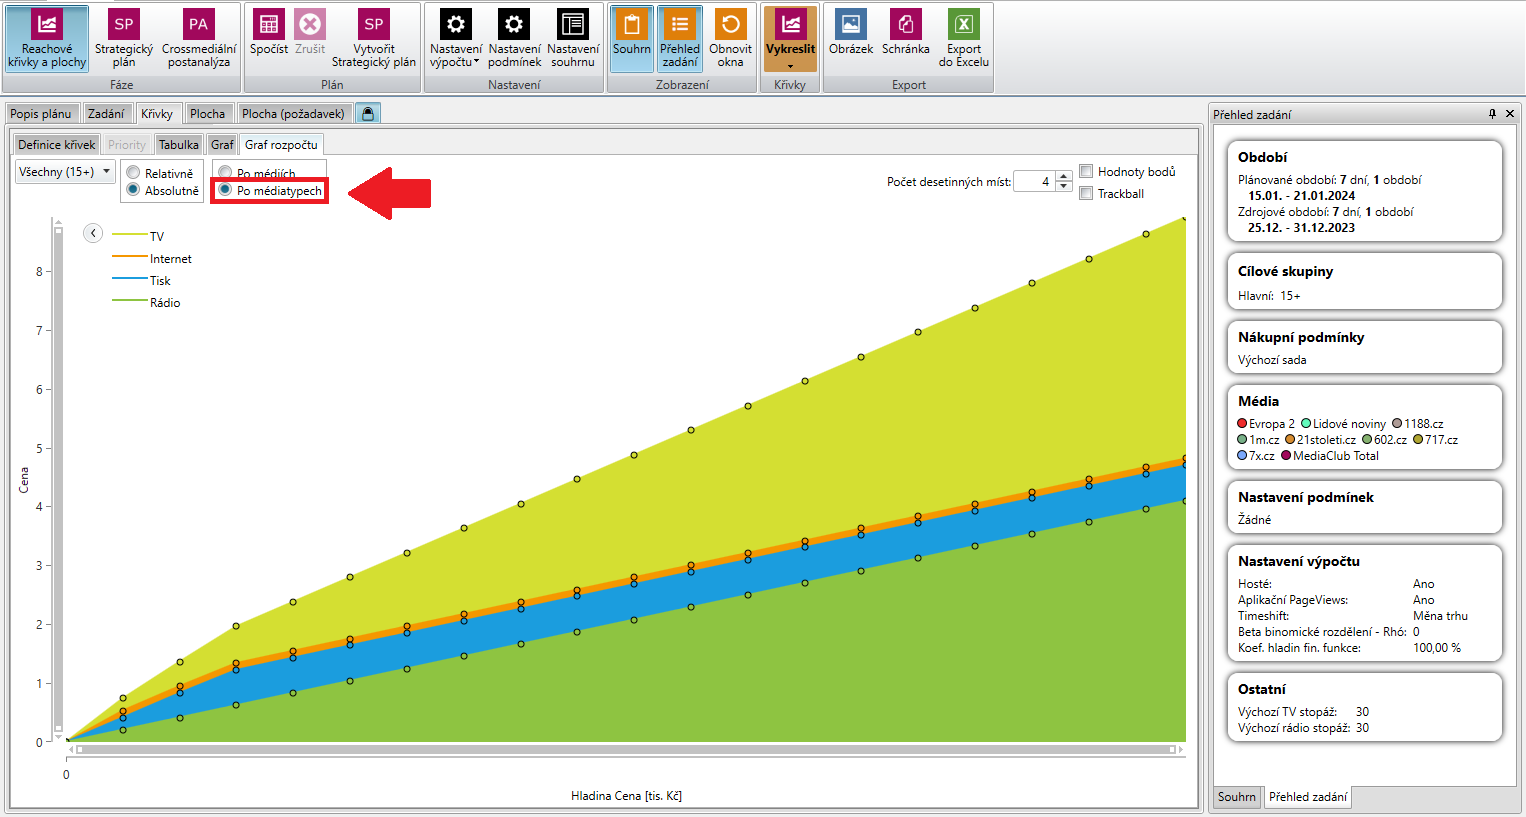 Reachové křivky a plochy
Strategický plán
PA
Crossmediální postanalýza
SP
Fáze
Spočíst
Zrušit
SP
Vytvořit Strategický plán
Plán
Nastavení výpočtu
Nastavení podmínek
Nastavení souhrnu
Nastavení
Souhrn
Přehled zadání
Obnovit okna
Zobrazení
Vykreslit
Křivky
Obrázek
Schránka
Export do Excelu
Export
Popis plánu
Zadání
Křivky
Plocha
Plocha (požadavek)
Definice křivek
Priority
Tabulka
Graf
Graf rozpočtu
Všechny (15+)
Relativně
Absolutně
Po médiích
Po médiatypech
Počet desetinných míst: 4
Hodnoty bodů
Trackball
TV
Internet
Tisk
Rádio
8
7
6
5
4
3
2
1
0
Cena
0
Hladina Cena [tis. Kč]
Přehled zadání
Období
Plánované období: 7 dní, 1 období
15.01. - 21.01.2024
Zdrojové období: 7 dní, 1 období
25.12. - 31.12.2023
Cílové skupiny
Hlavní: 15+
Nákupní podmínky
Výchozí sada
Média
Evropa 2 Lidové noviny 1188.cz
1m.cz 21stoleti.cz 602.cz 717.cz
7x.cz MediaClub Total
Nastavení podmínek
Žádné
Nastavení výpočtu
Hosté: Ano
Aplikační PageViews: Ano
Timeshift: Měna trhu
Beta binomické rozdělení - Rhó: 0
Koef. hladin fin. funkce: 100,00 %
Ostatní
Výchozí TV stopáž: 30
Výchozí rádio stopáž: 30
Souhrn
Přehled zadání